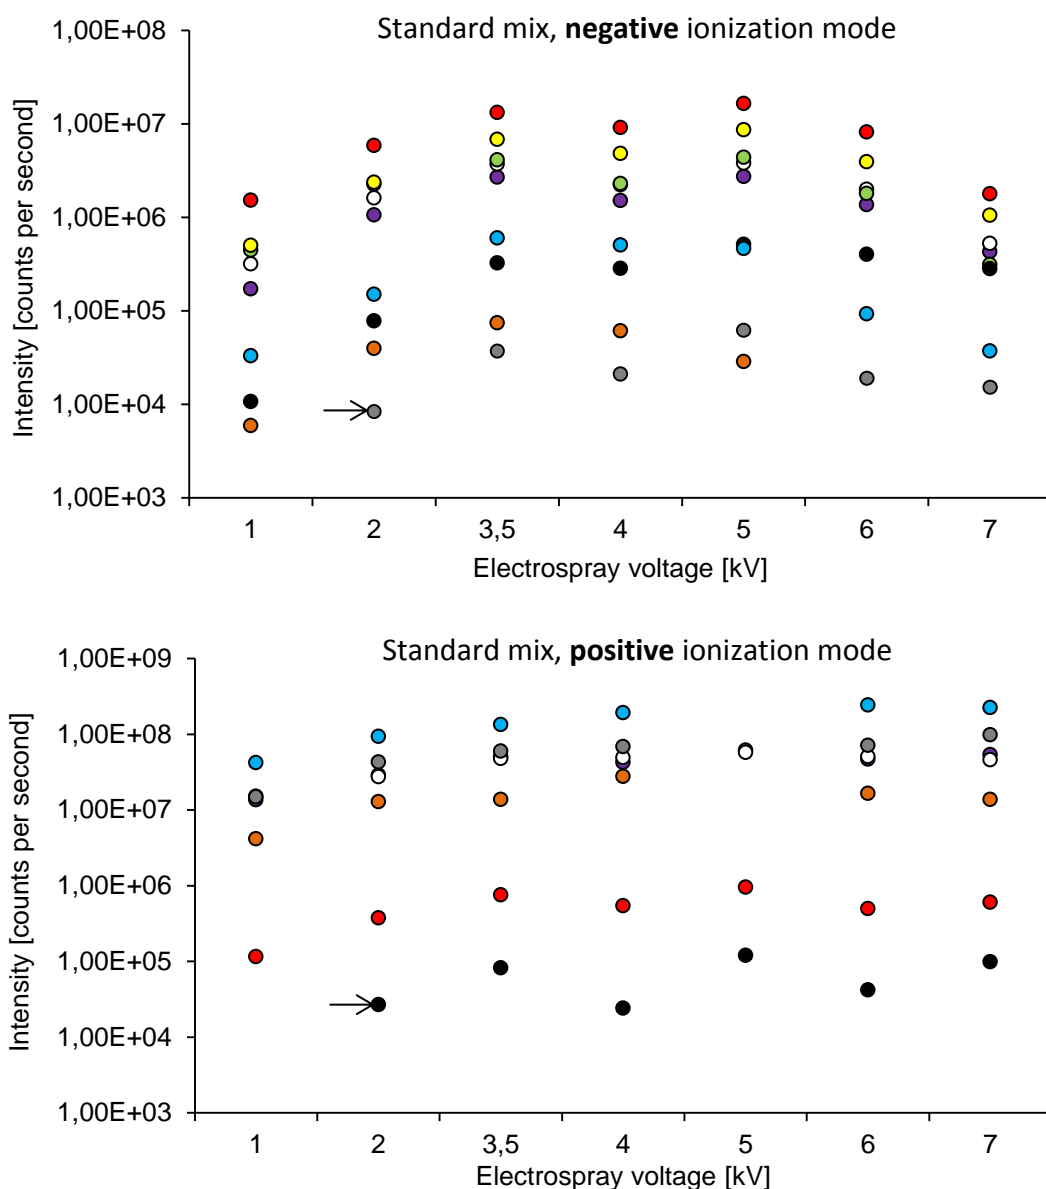 Standard mix, negative ionization mode
Intensity [counts per second]
1,00E+08
1,00E+07
1,00E+06
1,00E+05
1,00E+04
1,00E+03
1 2 3,5 4 5 6 7
Electrospray voltage [kV]
Standard mix, positive ionization mode
Intensity [counts per second]
1,00E+09
1,00E+08
1,00E+07
1,00E+06
1,00E+05
1,00E+04
1,00E+03
1 2 3,5 4 5 6 7
Electrospray voltage [kV]